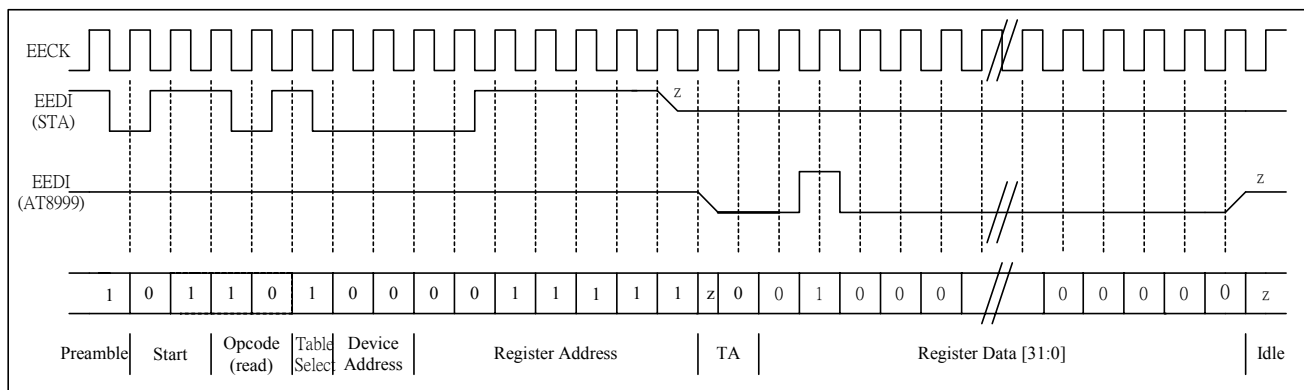 EECK
EEDI
(STA)
z
EEDI
(AT8999)
z
1 0 1 1 0 1 0 0 0 0 1 1 1 1 1 z 0 0 1 0 0 0 0 0 0 0 0 z
Preamble Start Opcode (read) Table Select Device Address Register Address TA Register Data [31:0] Idle